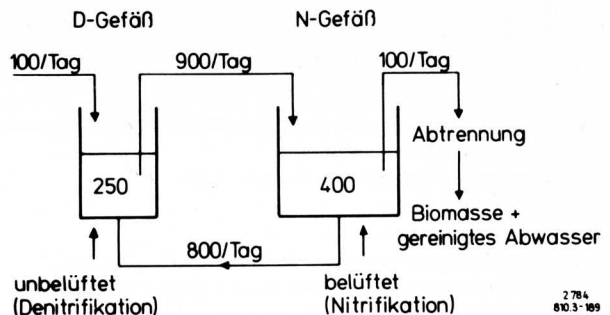 D-Gefäß
N-Gefäß
100/Tag
900/Tag
100/Tag
250
400
Abtrennung
Biomasse +
gereinigtes Abwasser
800/Tag
unbelüftet
(Denitrifikation)
belüftet
(Nitrifikation)
2784
810.3-189